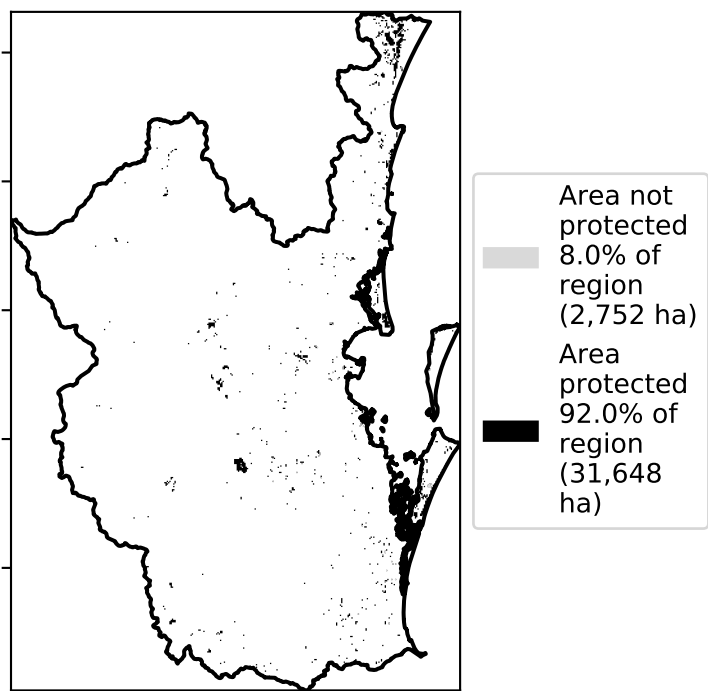 Area not
protected
8.0% of
region
(2,752 ha)
Area
protected
92.0% of
region
(31,648
ha)